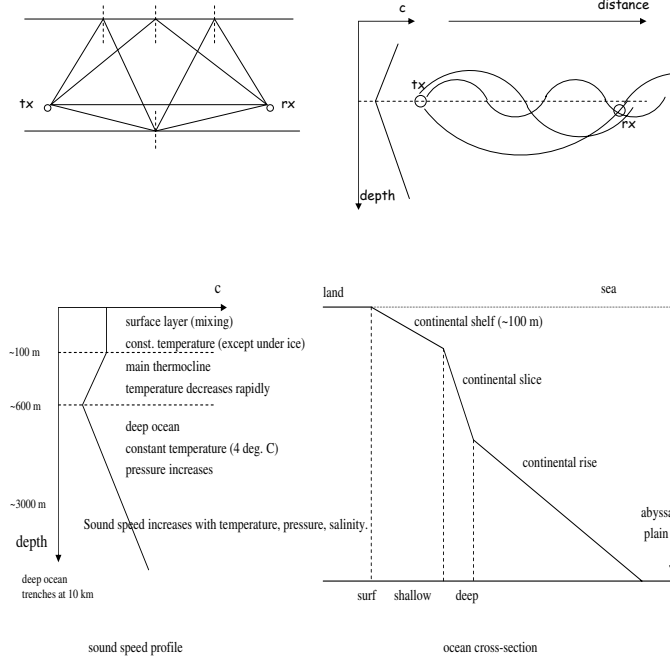 tx
rx
c
distance
tx
rx
depth
c
surface layer (mixing)
const. temperature (except under ice)
~100 m
main thermocline
temperature decreases rapidly
~600 m
deep ocean
constant temperature (4 deg. C)
pressure increases
~3000 m
Sound speed increases with temperature, pressure, salinity.
depth
deep ocean
trenches at 10 km
sound speed profile
land
sea
continental shelf (~100 m)
continental slice
continental rise
abyssa
plain
surf shallow deep
ocean cross-section